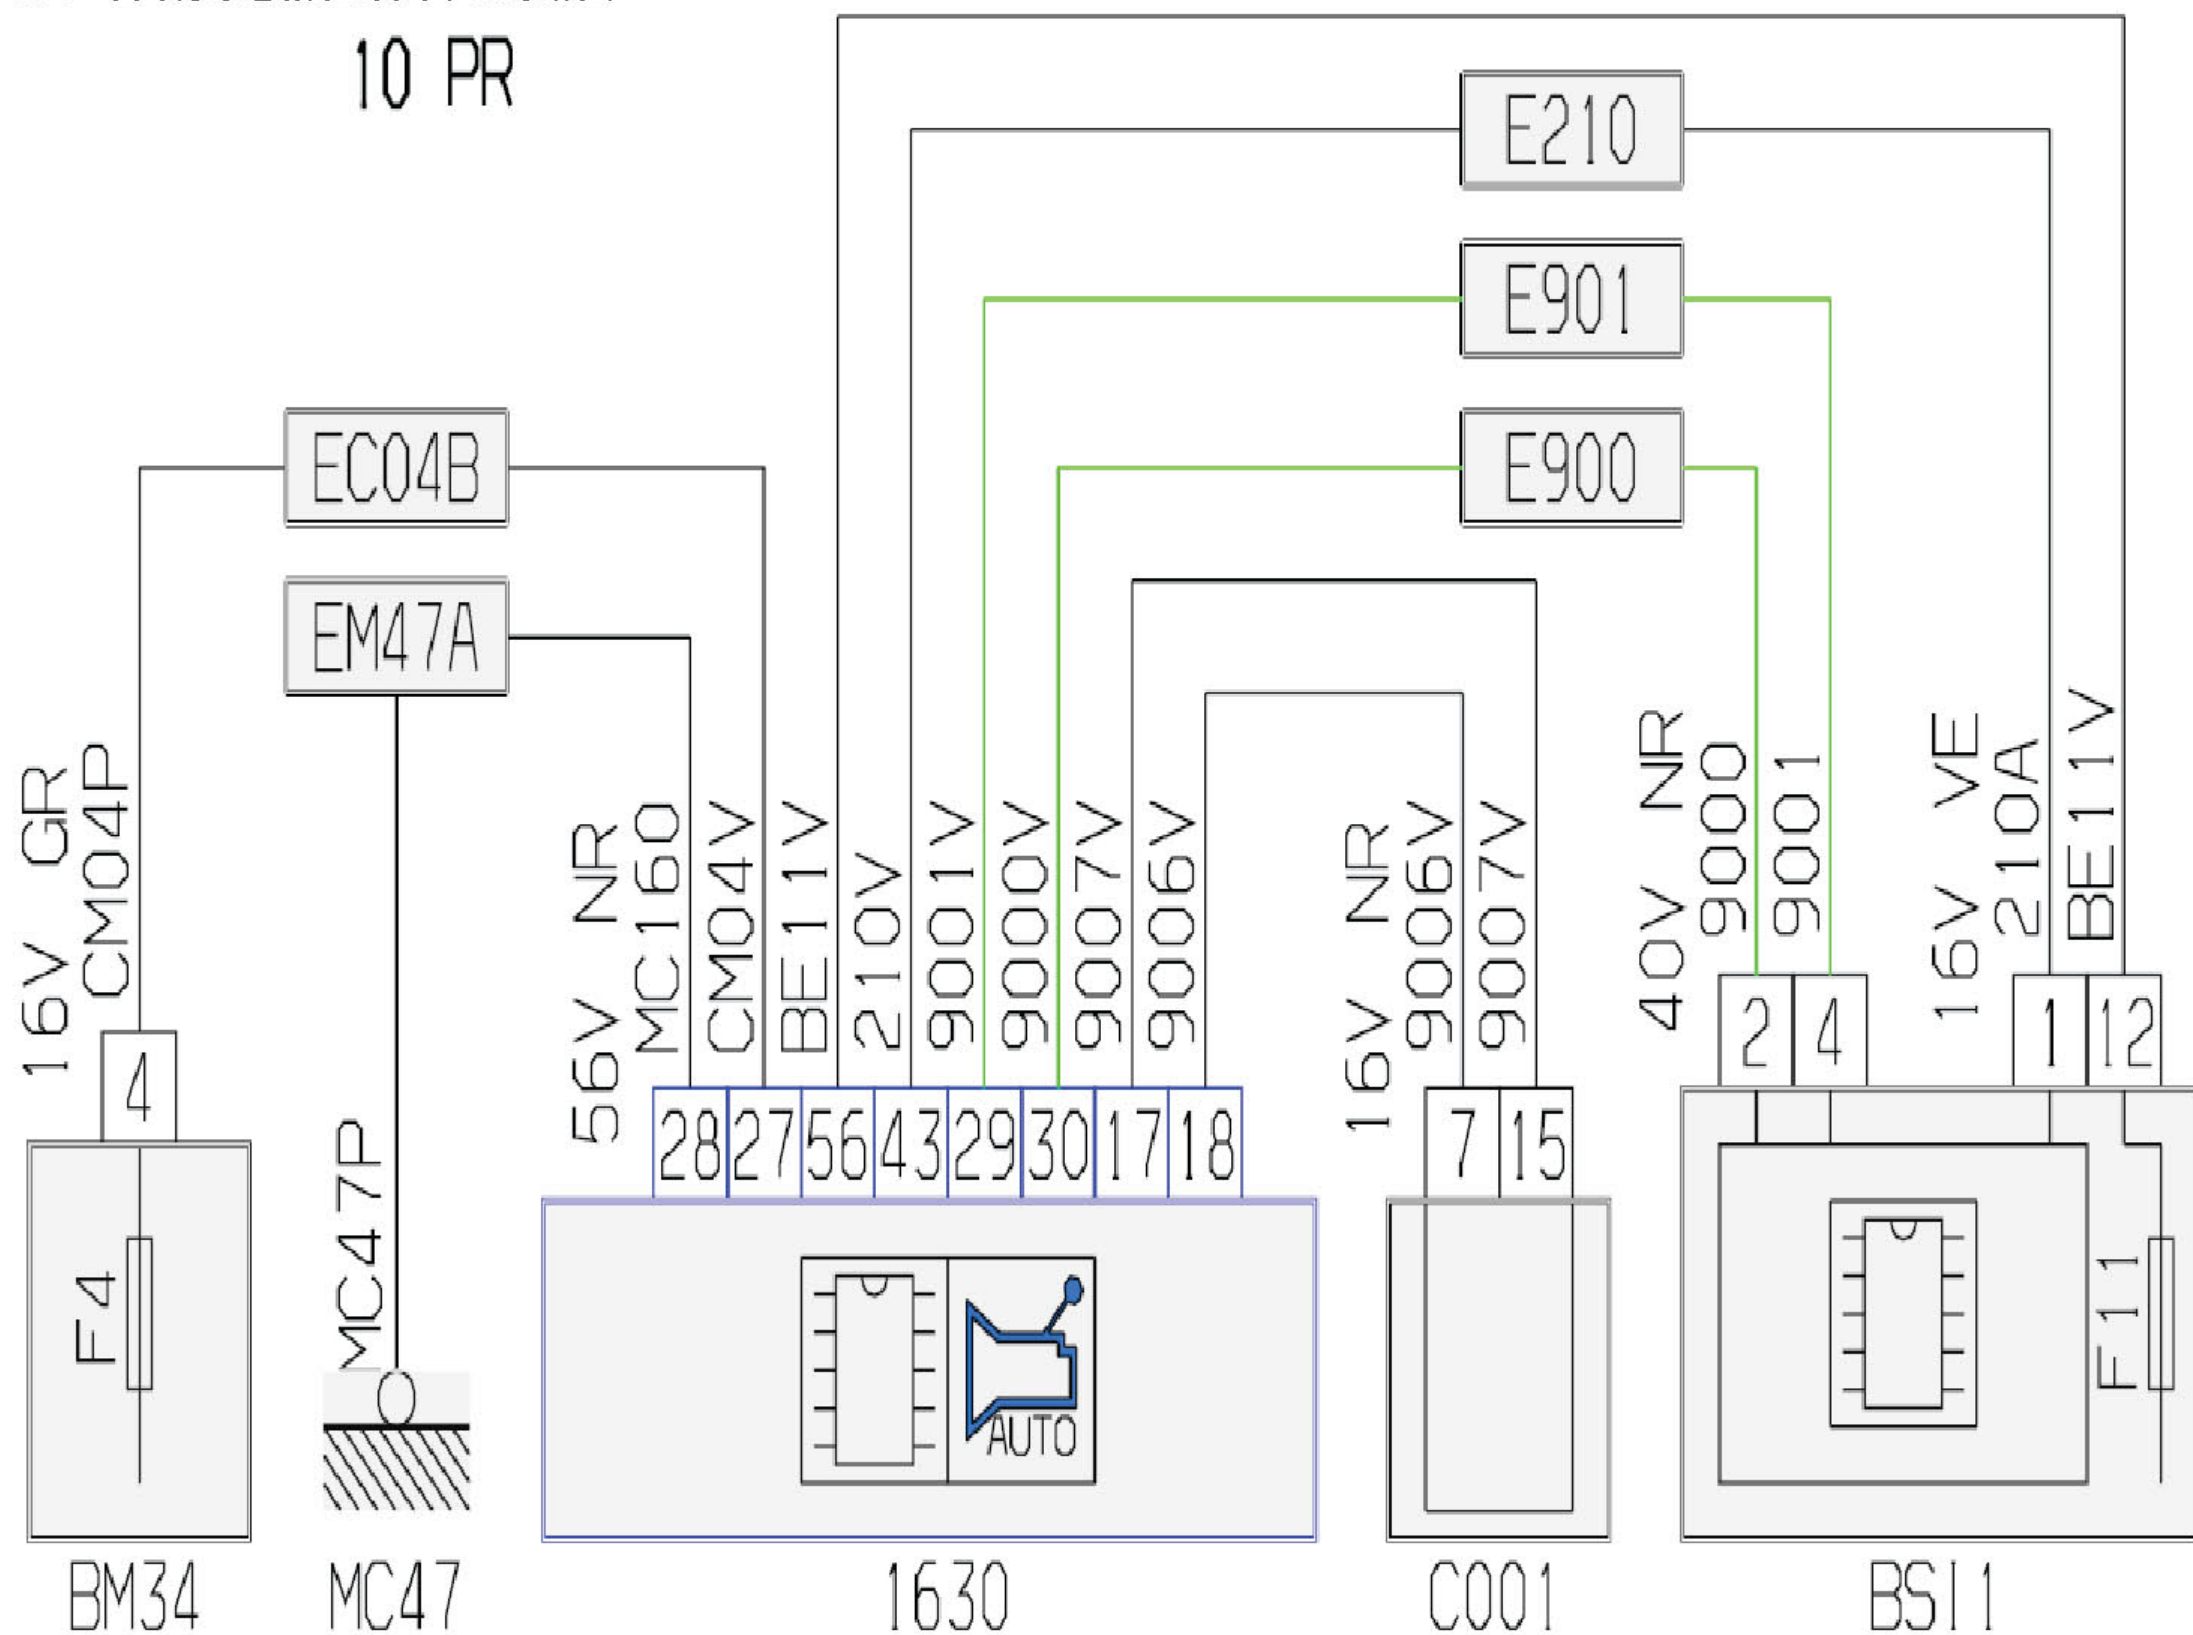 10 PR
E210
E901
EC04B
E900
EM47A
16V GR
CM04P
4
F4
BM34
MC47P
MC47
56V NR
MC160
CM04V
BE11V
210V
9001V
9000V
9007V
9006V
28 27 56 43 29 30 17 18
AUTO
1630
16V NR
9006V
9007V
7 15
C001
40V NR
9000
9001
2 4
16V VE
210A
BE11V
1 12
F11
BSI1